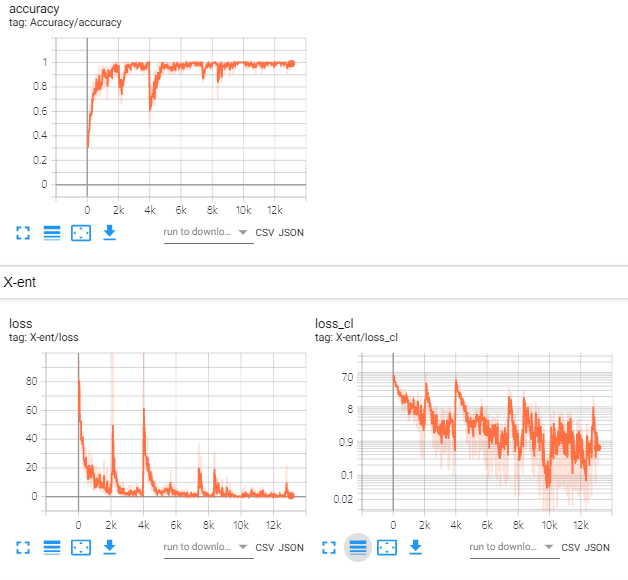 accuracy
tag: Accuracy/accuracy
1
0.8
0.6
0.4
0.2
0
0 2k 4k 6k 8k 10k 12k
run to downlo... CSV JSON
X-ent
loss
tag: X-ent/loss
80
60
40
20
0
0 2k 4k 6k 8k 10k 12k
run to downlo... CSV JSON
loss_cl
tag: X-ent/loss_cl
70
8
0.9
0.1
0.02
0 2k 4k 6k 8k 10k 12k
run to downlo... CSV JSON